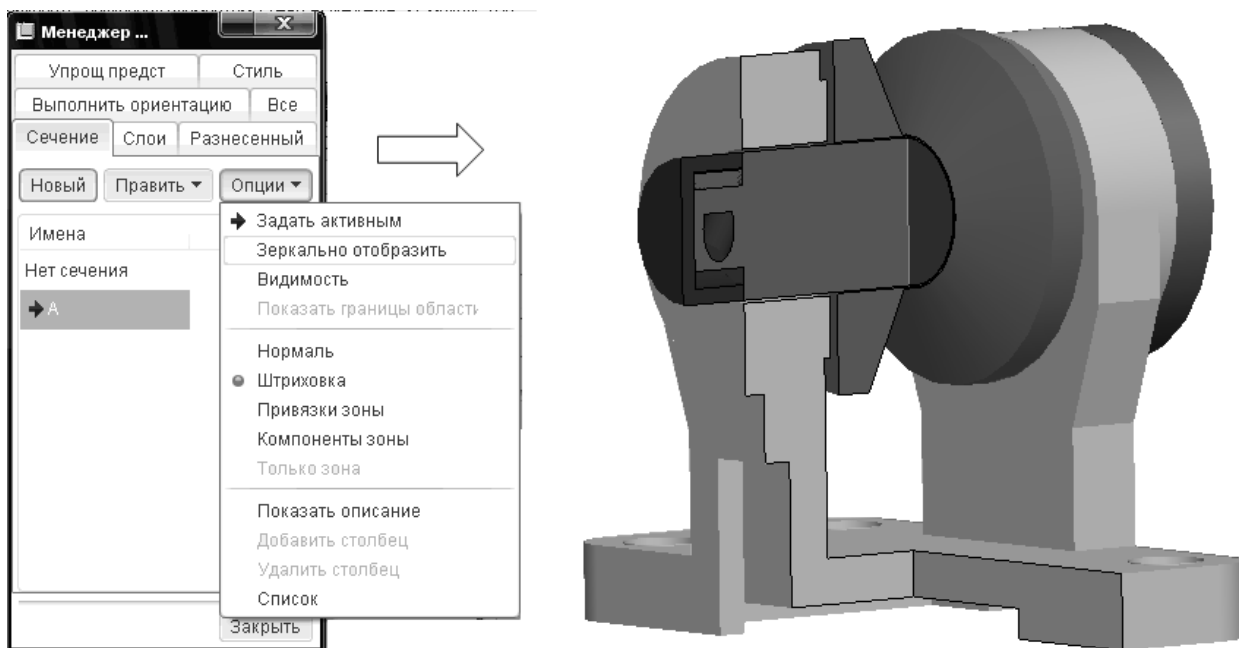 Менеджер ...
Упрощ предст Стиль
Выполнить ориентацию Все
Сечение Слои Разнесенный
Новый Править Опции
Имена
Нет сечения
А
Задать активным
Зеркально отобразить
Видимость
Показать границы области
Нормаль
Штриховка
Привязки зоны
Компоненты зоны
Только зона
Показать описание
Добавить столбец
Удалить столбец
Список
Закрыть